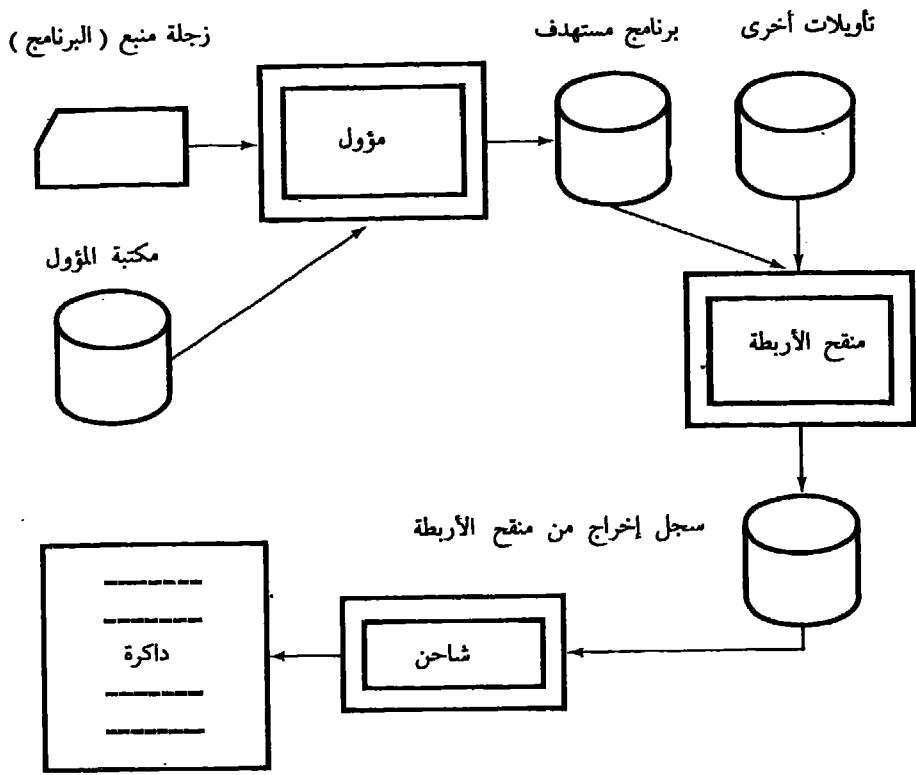 تأويلات أخرى
برنامج مستهدف
زجلة منبع ( البرنامج )
مؤول
مكتبة المؤول
منقح الأربطة
سجل إخراج من منقح الأربطة
شاحن
داكرة